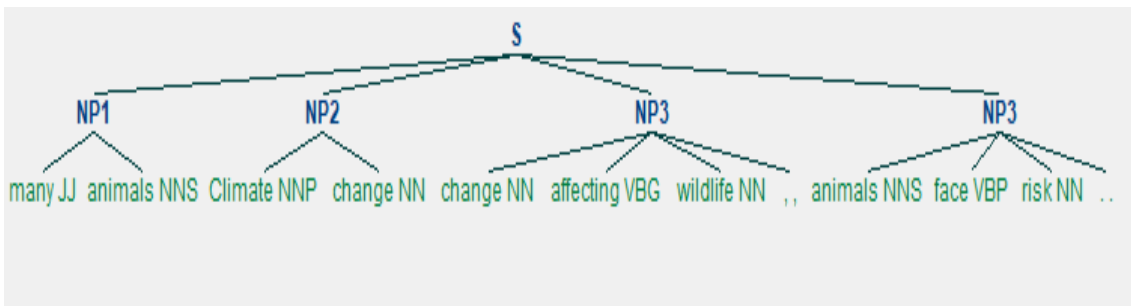 S
NP1 NP2 NP3 NP3
many JJ animals NNS Climate NNP change NN change NN affecting VBG wildlife NN , , animals NNS face VBP risk NN . .